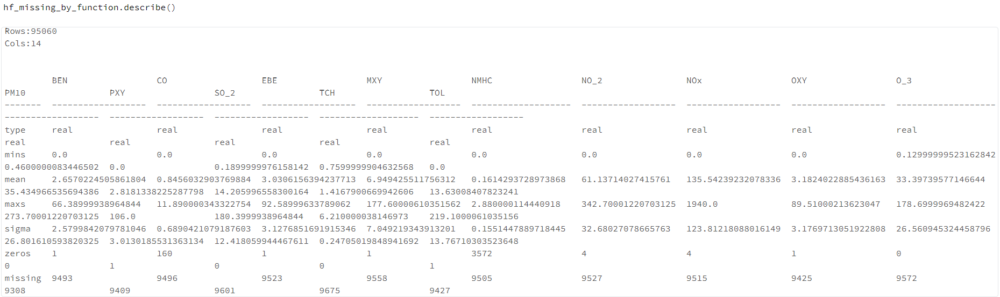 hf_missing_by_function.describe()
Rows:95060
Cols:14
BEN CO EBE MXY NMHC NO_2 NOx OXY O_3
PM10 PXY SO_2 TCH TOL
------- ------------------ ------------------ ------------------ ------------------ ------------------- ------------------ ------------------ ------------------ -------------------
------------------ ------------------ ------------------ ------------------- ------------------
type real real real real real real real real real
real real real real real
mins 0.0 0.0 0.0 0.0 0.0 0.0 0.0 0.0 0.12999999523162842
0.4600000083446502 0.0 0.1899999976158142 0.7599999904632568 0.0
mean 2.6570224505861804 0.8456032903769884 3.0306156394237713 6.949425511756312 0.1614293728973868 61.13714027415761 135.54239232078336 3.1824022885436163 33.39739577146644
35.434966535694386 2.8181338225287798 14.205996558300164 1.4167900669942606 13.63008407823241
maxs 66.38999938964844 11.890000343322754 92.58999633789062 177.60000610351562 2.880000114440918 342.70001220703125 1940.0 89.51000213623047 178.6999969482422
273.70001220703125 106.0 180.3999938964844 6.210000038146973 219.1000061035156
sigma 2.5799842079781046 0.6890421079187603 3.1276851691915346 7.049219343913201 0.1551447889718445 32.68027078665763 123.81218088016149 3.1769713051922808 26.560945324458796
26.801610593820325 3.0130185531363134 12.418059944467611 0.24705019848941692 13.76710303523648
zeros 1 160 1 1 3572 4 4 1 0
0 1 0 0 1
missing 9493 9496 9523 9558 9505 9527 9515 9425 9572
9308 9409 9601 9675 9427